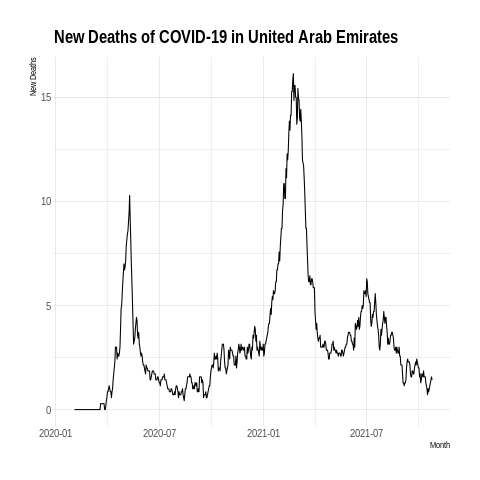 New Deaths of COVID-19 in United Arab Emirates
New Deaths
15
10
5
0
2020-01 2020-07 2021-01 2021-07
Month